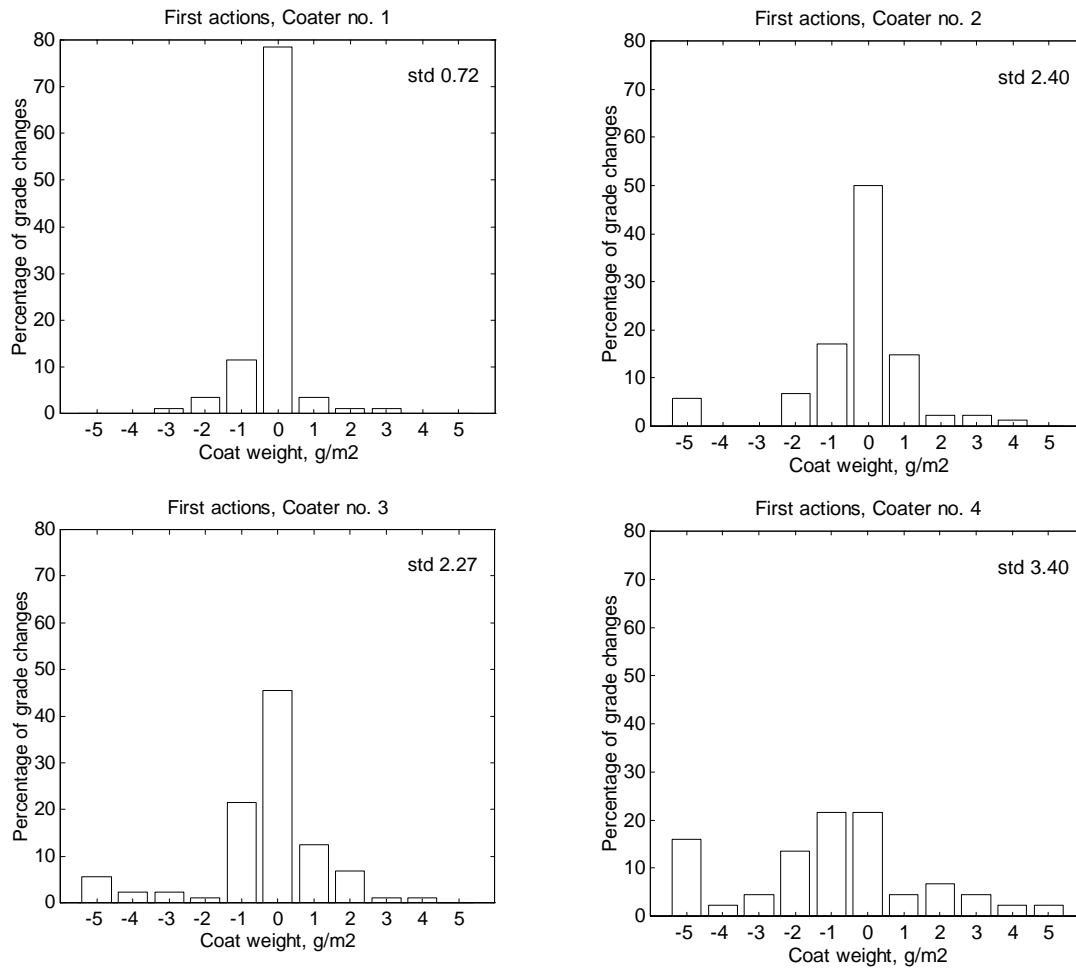 First actions, Coater no. 1
80
70
60
50
40
30
20
10
0
Percentage of grade changes
std 0.72
-5 -4 -3 -2 -1 0 1 2 3 4 5
Coat weight, g/m2
First actions, Coater no. 2
80
70
60
50
40
30
20
10
0
Percentage of grade changes
std 2.40
-5 -4 -3 -2 -1 0 1 2 3 4 5
Coat weight, g/m2
First actions, Coater no. 3
80
70
60
50
40
30
20
10
0
Percentage of grade changes
std 2.27
-5 -4 -3 -2 -1 0 1 2 3 4 5
Coat weight, g/m2
First actions, Coater no. 4
80
70
60
50
40
30
20
10
0
Percentage of grade changes
std 3.40
-5 -4 -3 -2 -1 0 1 2 3 4 5
Coat weight, g/m2